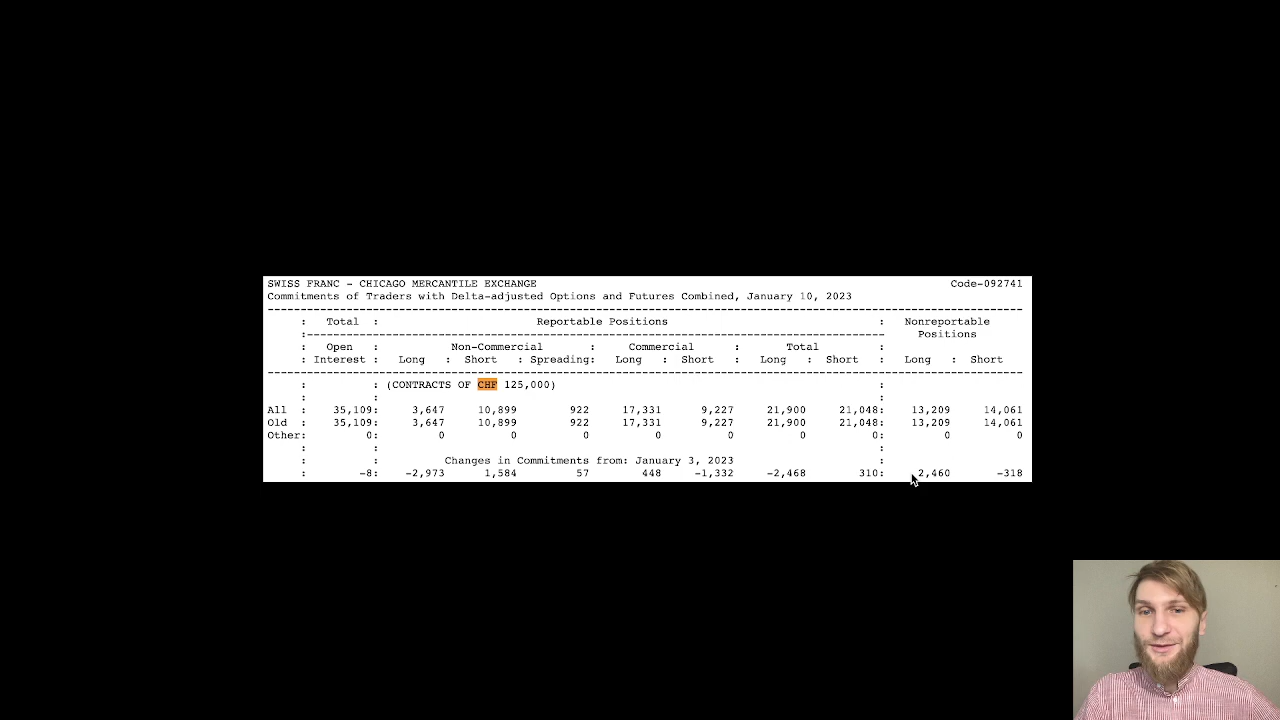 SWISS FRANC - CHICAGO MERCANTILE EXCHANGE Code-092741
Commitments of Traders with Delta-adjusted Options and Futures Combined, January 10, 2023
: Total : Reportable Positions : Nonreportable
Positions
: Open : Non-Commercial : Commercial : Total :
: Interest : Long : Short : Spreading: Long : Short : Long : Short : Long : Short
: : (CONTRACTS OF CHF 125,000) :
All : 35,109: 3,647 10,899 922 17,331 9,227 21,900 21,048: 13,209 14,061
Old : 35,109: 3,647 10,899 922 17,331 9,227 21,900 21,048: 13,209 14,061
Other: 0: 0 0 0 0 0 0 0: 0 0
: : Changes in Commitments from: January 3, 2023 :
: -8: -2,973 1,584 57 448 -1,332 -2,468 310: 2,460 -318